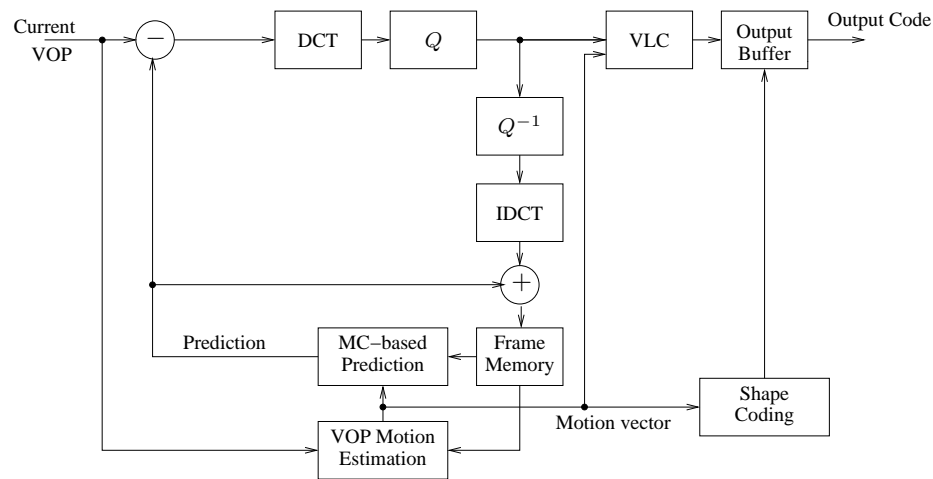 Current
VOP
−
DCT
Q
VLC
Output
Buffer
Output Code
Q⁻¹
IDCT
+
Prediction
MC−based
Prediction
Frame
Memory
Motion vector
Shape
Coding
VOP Motion
Estimation